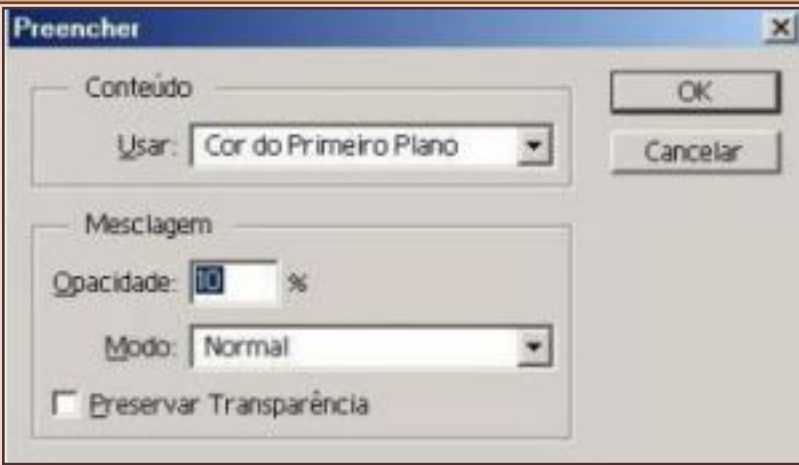 Preencher
Conteúdo
Usar: Cor do Primeiro Plano
OK
Cancelar
Mesclagem
Opacidade: 10 %
Modo: Normal
Preservar Transparência